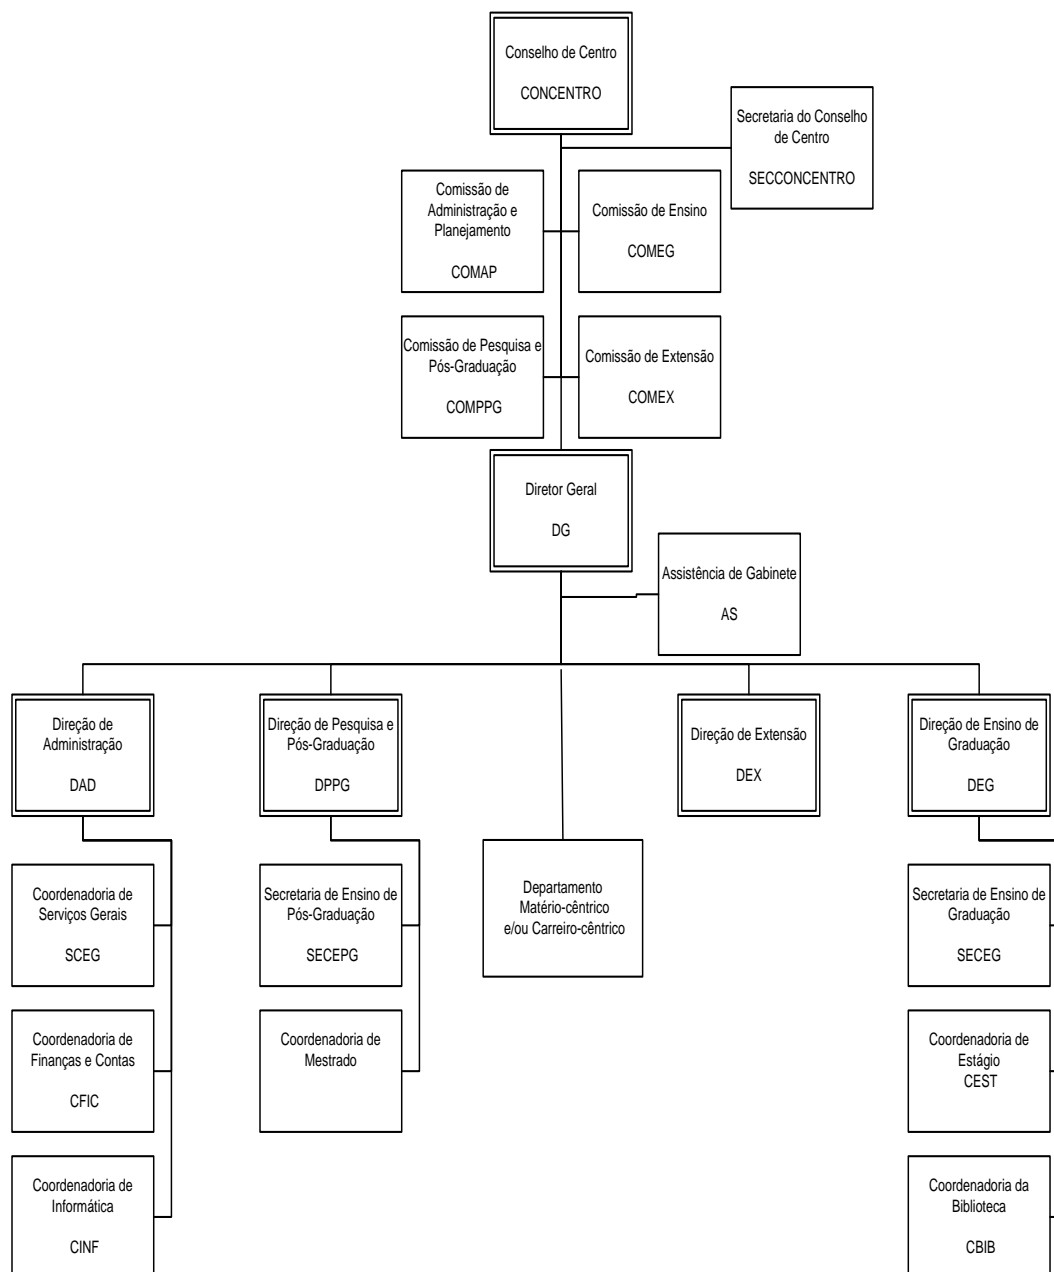 Conselho de Centro
CONCENTRO
Secretaria do Conselho
de Centro
SECCONCENTRO
Comissão de
Administração e
Planejamento
COMAP
Comissão de Ensino
COMEG
Comissão de Pesquisa e
Pós-Graduação
COMPPG
Comissão de Extensão
COMEX
Diretor Geral
DG
Assistência de Gabinete
AS
Direção de
Administração
DAD
Direção de Pesquisa e
Pós-Graduação
DPPG
Direção de Extensão
DEX
Direção de Ensino de
Graduação
DEG
Coordenadoria de
Serviços Gerais
SCEG
Secretaria de Ensino de
Pós-Graduação
SECEPG
Departamento
Matério-cêntrico
e/ou Carreiro-cêntrico
Secretaria de Ensino de
Graduação
SECEG
Coordenadoria de
Finanças e Contas
CFIC
Coordenadoria de
Mestrado
Coordenadoria de
Estágio
CEST
Coordenadoria de
Informática
CINF
Coordenadoria da
Biblioteca
CBIB